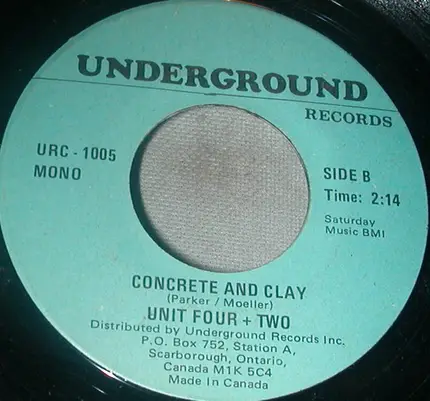 UNDERGROUND
RECORDS
URC - 1005
MONO
SIDE B
Time: 2:14
Saturday
Music BMI
CONCRETE AND CLAY
(Parker / Moeller)
UNIT FOUR + TWO
Distributed by Underground Records Inc.
P.O. Box 752, Station A,
Scarborough, Ontario,
Canada M1K 5C4
Made In Canada